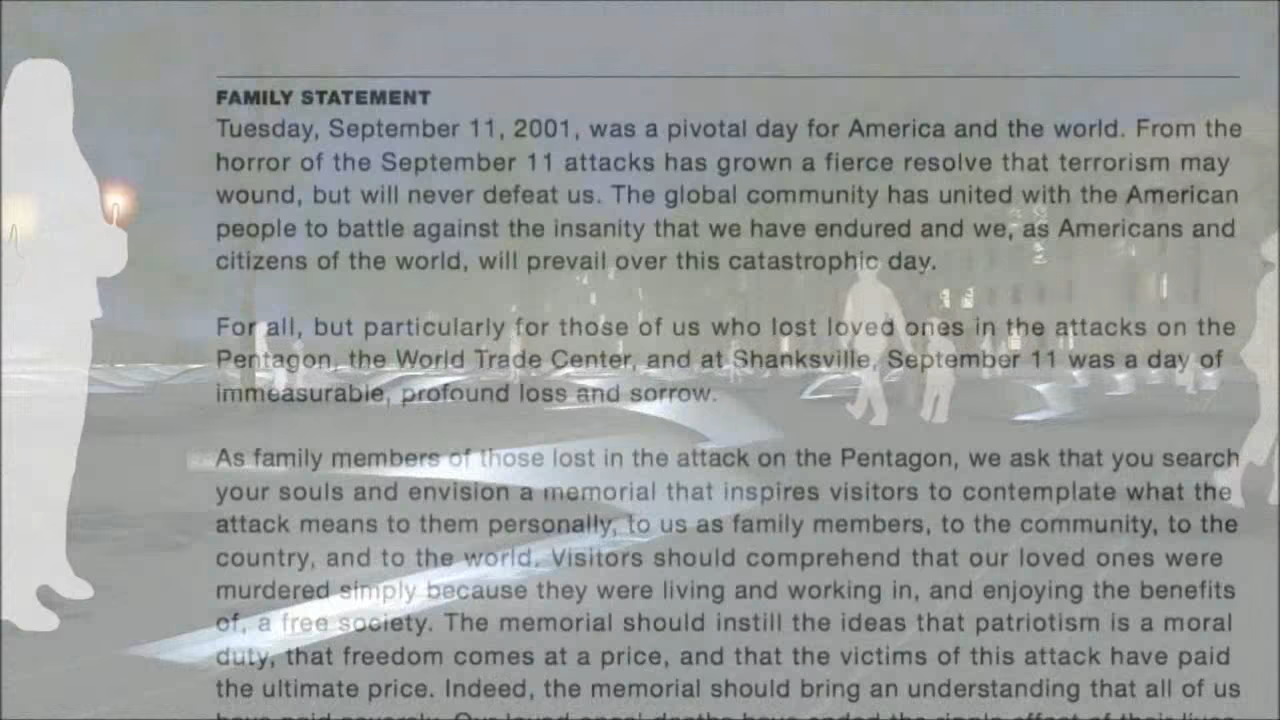 FAMILY STATEMENT
Tuesday, September 11, 2001, was a pivotal day for America and the world. From the
horror of the September 11 attacks has grown a fierce resolve that terrorism may
wound, but will never defeat us. The global community has united with the American
people to battle against the insanity that we have endured and we, as Americans and
citizens of the world, will prevail over this catastrophic day.
For all, but particularly for those of us who lost loved ones in the attacks on the
Pentagon, the World Trade Center, and at Shanksville, September 11 was a day of
immeasurable, profound loss and sorrow.
As family members of those lost in the attack on the Pentagon, we ask that you search
your souls and envision a memorial that inspires visitors to contemplate what the
attack means to them personally, to us as family members, to the community, to the
country, and to the world. Visitors should comprehend that our loved ones were
murdered simply because they were living and working in, and enjoying the benefits
of, a free society. The memorial should instill the ideas that patriotism is a moral
duty, that freedom comes at a price, and that the victims of this attack have paid
the ultimate price. Indeed, the memorial should bring an understanding that all of us